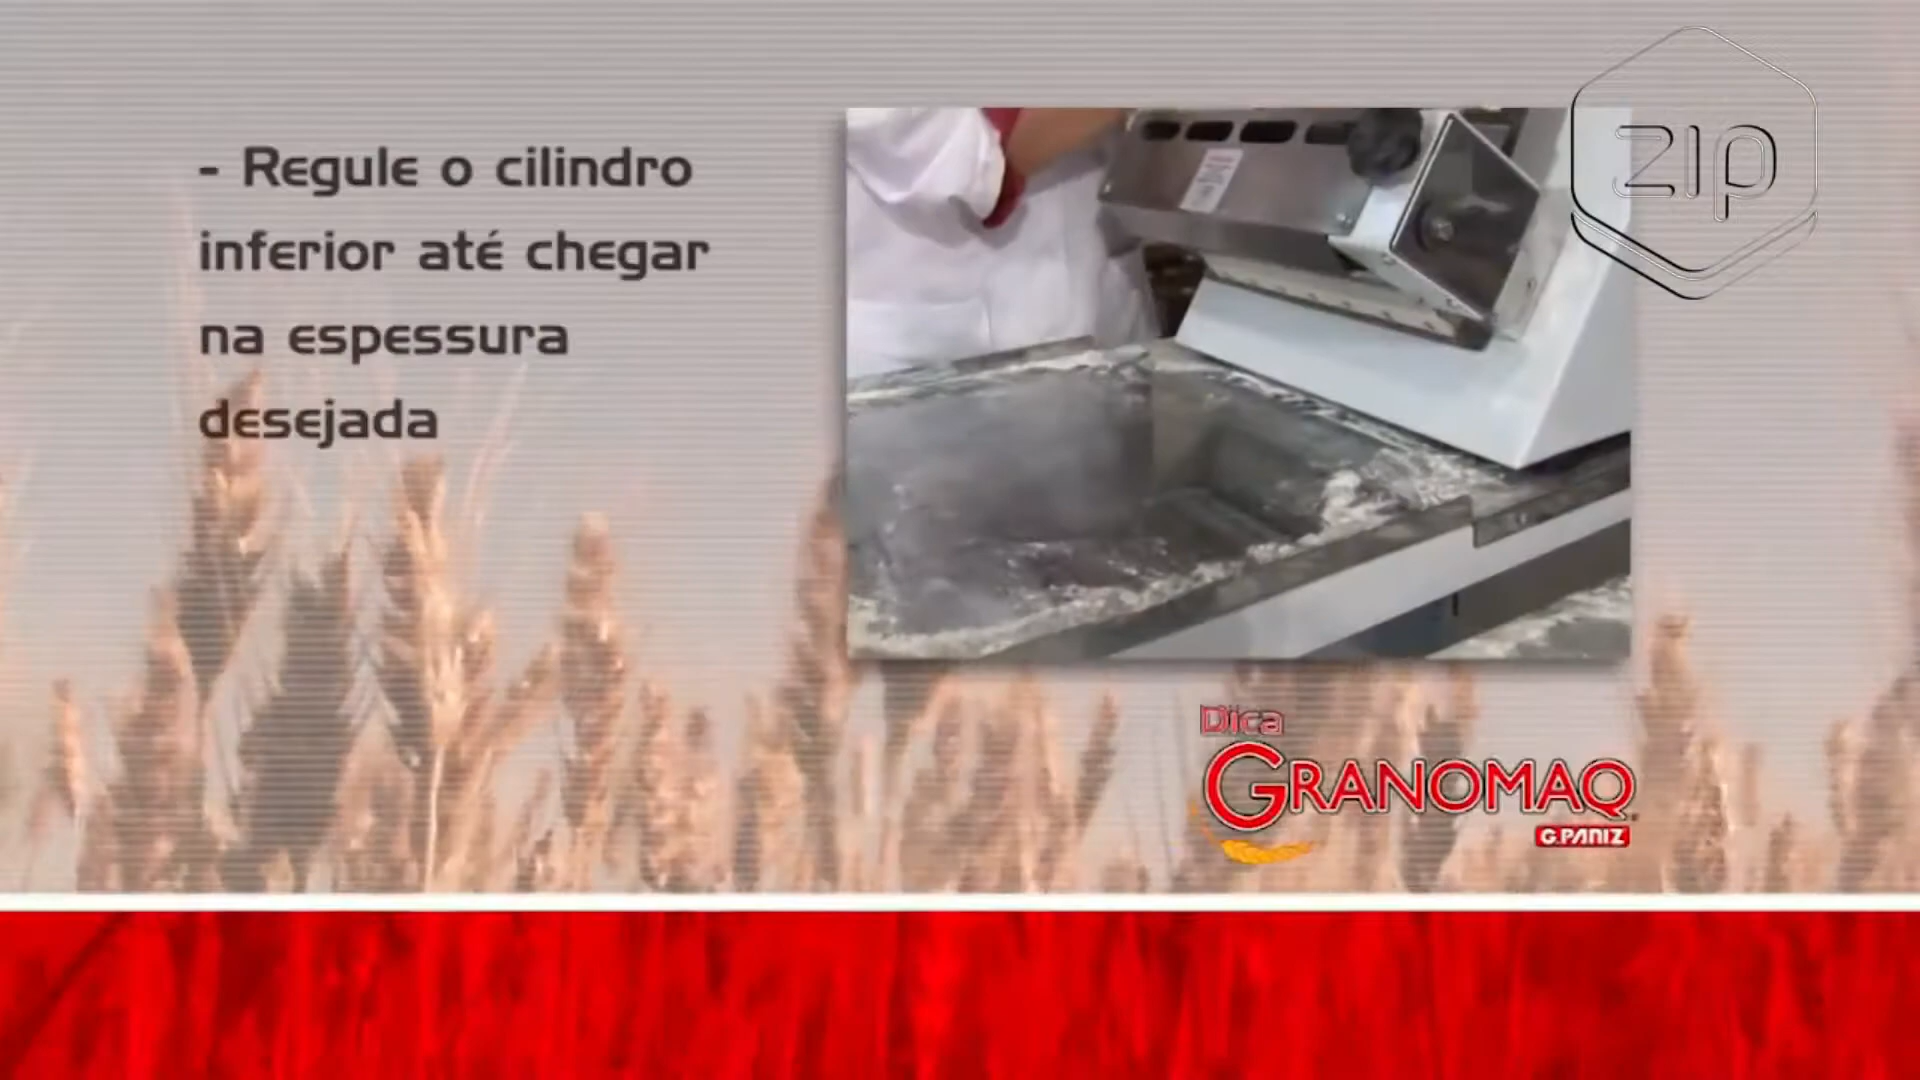 - Regule o cilindro
inferior até chegar
na espessura
desejada
zip
Dica
GRANOMAQ
G.PANIZ